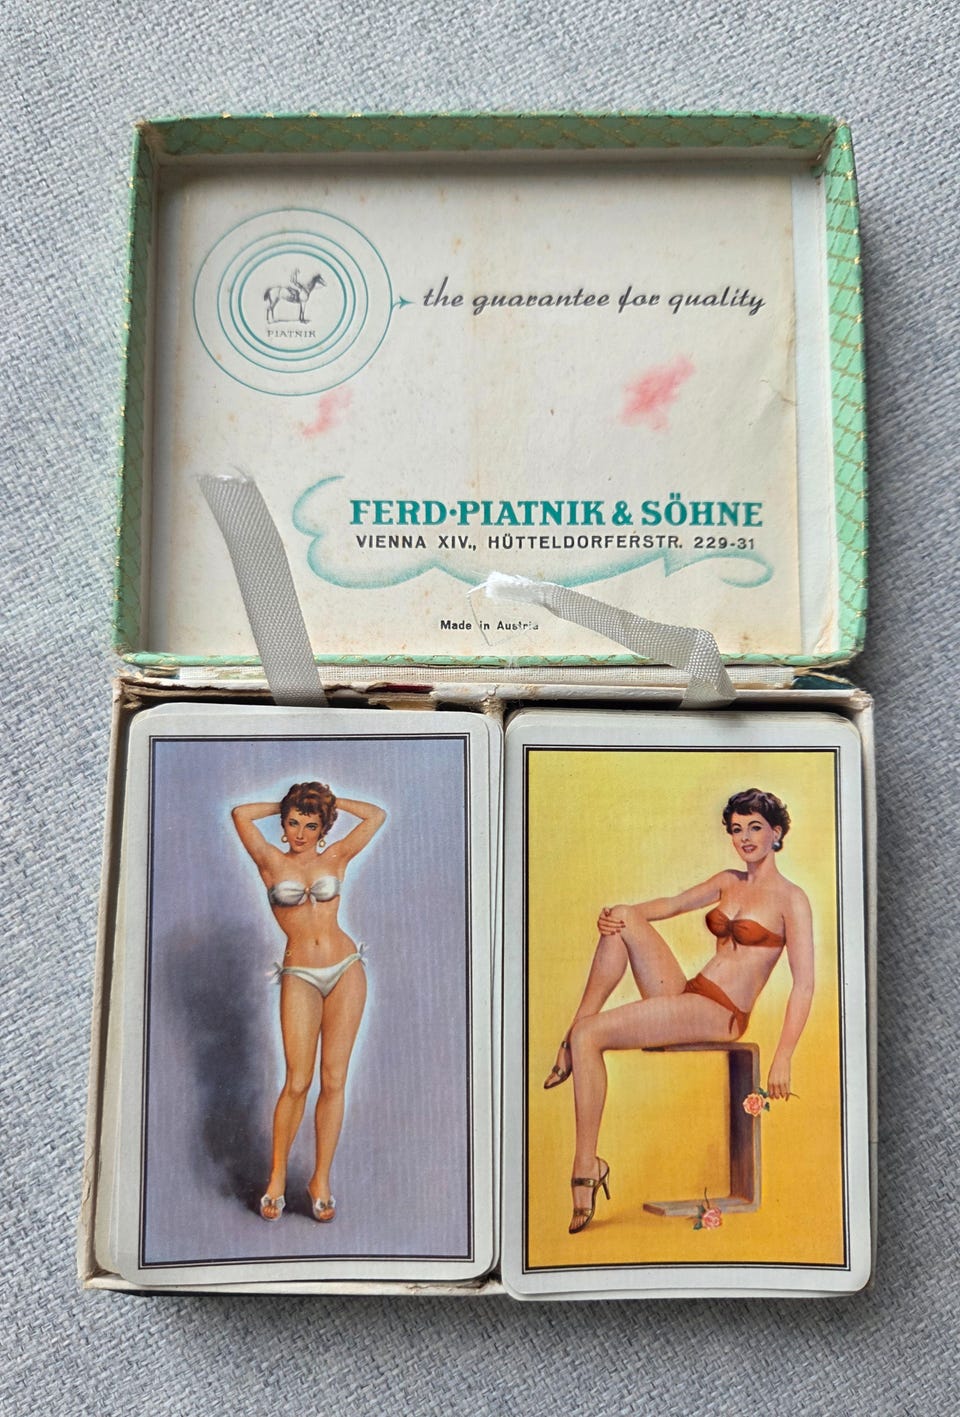 PIATNIK
the guarantee for quality
FERD·PIATNIK & SÖHNE
VIENNA XIV., HÜTTELDORFERSTR. 229-31
Made in Austria